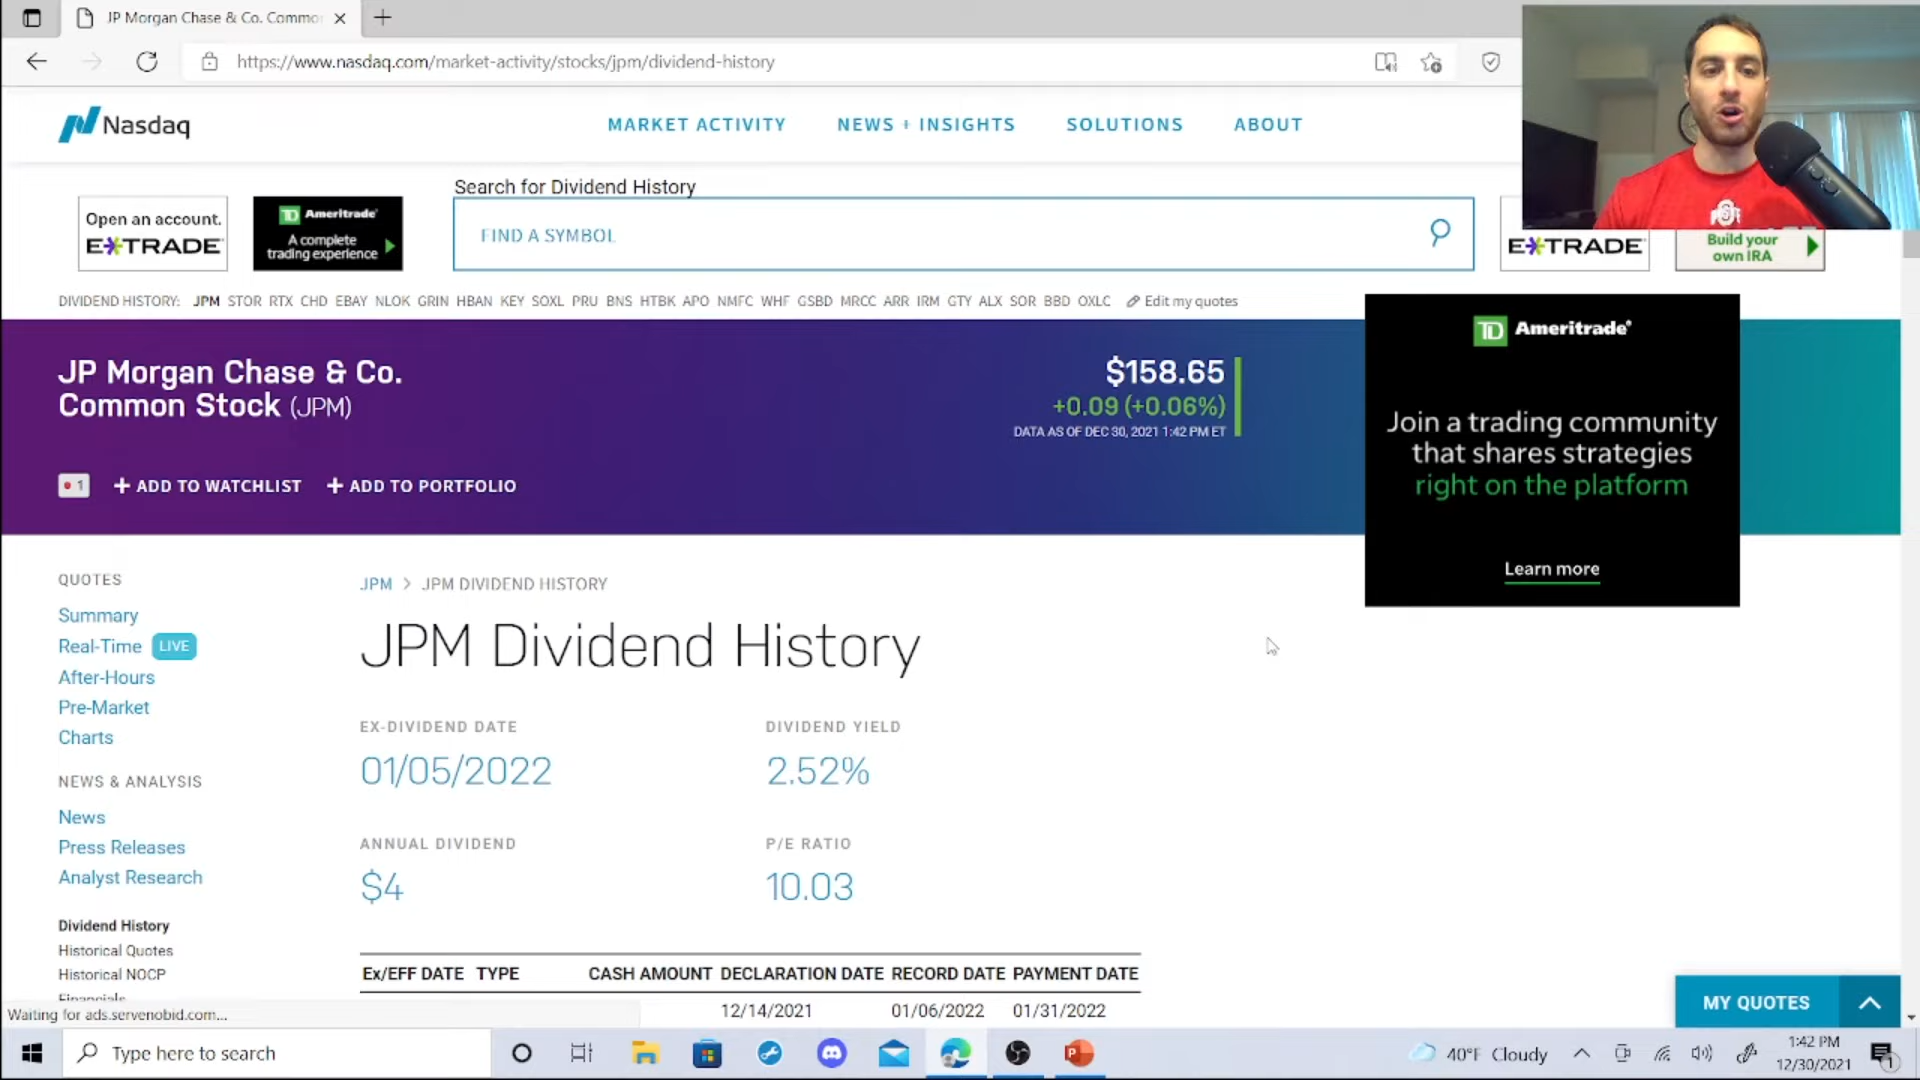 JP Morgan Chase & Co. Commo
https://www.nasdaq.com/market-activity/stocks/jpm/dividend-history
Nasdaq
MARKET ACTIVITY
NEWS + INSIGHTS
SOLUTIONS
ABOUT
Search for Dividend History
Open an account.
E*TRADE
TD Ameritrade
A complete
trading experience
FIND A SYMBOL
E*TRADE
Build your
own IRA
DIVIDEND HISTORY: JPM STOR RTX CHD EBAY NLOK GRIN HBAN KEY SOXL PRU BNS HTBK APO NMFC WHF GSBD MRCC ARR IRM GTY ALX SOR BBD OXLC Edit my quotes
JP Morgan Chase & Co.
Common Stock (JPM)
$158.65
+0.09 (+0.06%)
DATA AS OF DEC 30, 2021 1:42 PM ET
1
+ ADD TO WATCHLIST
+ ADD TO PORTFOLIO
TD Ameritrade
Join a trading community
that shares strategies
right on the platform
Learn more
QUOTES
Summary
Real-Time LIVE
After-Hours
Pre-Market
Charts
NEWS & ANALYSIS
News
Press Releases
Analyst Research
Dividend History
Historical Quotes
Historical NOCP
Financials
JPM > JPM DIVIDEND HISTORY
JPM Dividend History
EX-DIVIDEND DATE
01/05/2022
DIVIDEND YIELD
2.52%
ANNUAL DIVIDEND
$4
P/E RATIO
10.03
Ex/EFF DATE TYPE CASH AMOUNT DECLARATION DATE RECORD DATE PAYMENT DATE
12/14/2021 01/06/2022 01/31/2022
MY QUOTES
Waiting for ads.servenobid.com...
Type here to search
40°F Cloudy
1:42 PM
12/30/2021
1